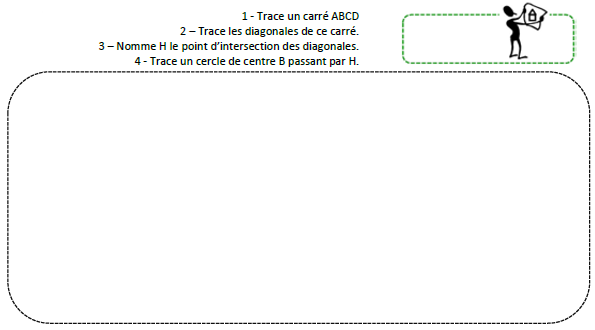 1 - Trace un carré ABCD
2 – Trace les diagonales de ce carré.
3 – Nomme H le point d'intersection des diagonales.
4 - Trace un cercle de centre B passant par H.